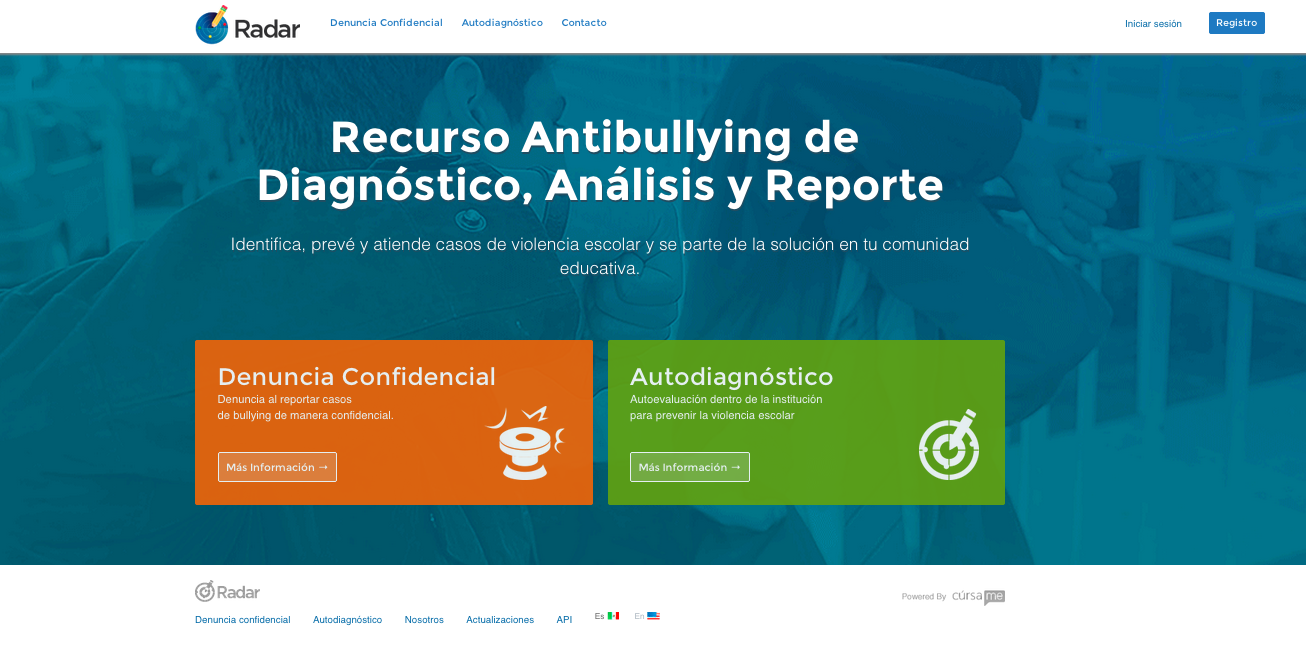 Radar
Denuncia Confidencial
Autodiagnóstico
Contacto
Iniciar sesión
Registro
Recurso Antibullying de
Diagnóstico, Análisis y Reporte
Identifica, prevé y atiende casos de violencia escolar y se parte de la solución en tu comunidad
educativa.
Denuncia Confidencial
Denuncia al reportar casos
de bullying de manera confidencial.
Más Información →
Autodiagnóstico
Autoevaluación dentro de la institución
para prevenir la violencia escolar
Más Información →
Radar
Powered By cúrsame
Denuncia confidencial
Autodiagnóstico
Nosotros
Actualizaciones
API
Es
En